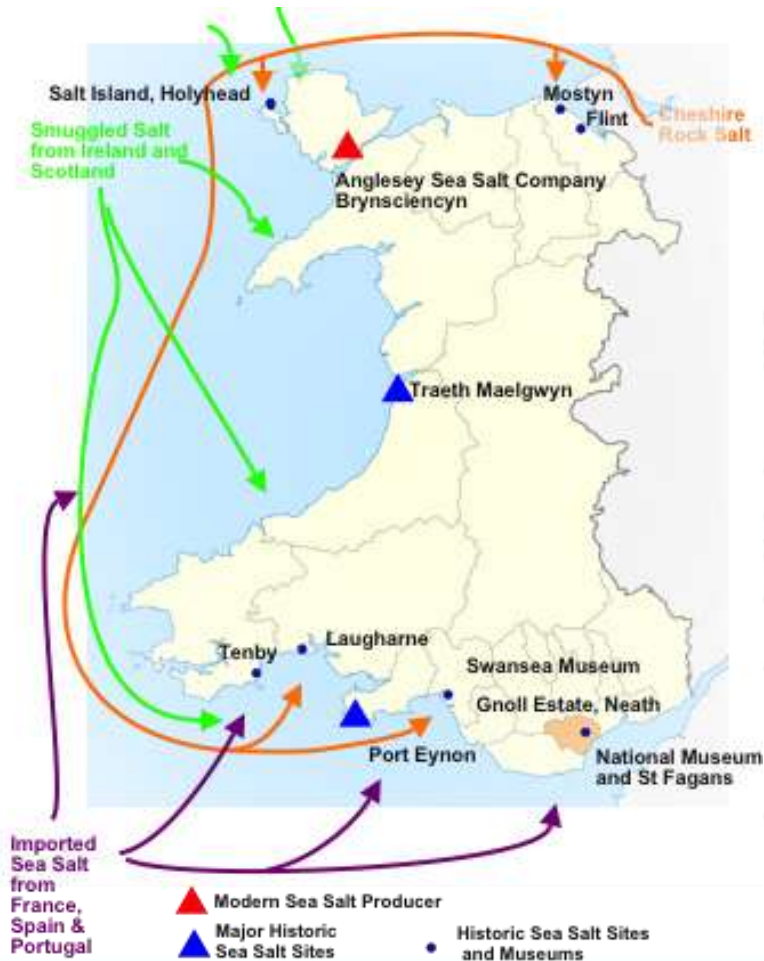 Salt Island, Holyhead
Mostyn
Flint
Cheshire
Rock Salt
Smuggled Salt
from Ireland and
Scotland
Anglesey Sea Salt Company
Brynsciencyn
Traeth Maelgwyn
Laugharne
Tenby
Swansea Museum
Gnoll Estate, Neath
Port Eynon
National Museum
and St Fagans
Imported
Sea Salt
from
France,
Spain &
Portugal
Modern Sea Salt Producer
Major Historic
Sea Salt Sites
Historic Sea Salt Sites
and Museums